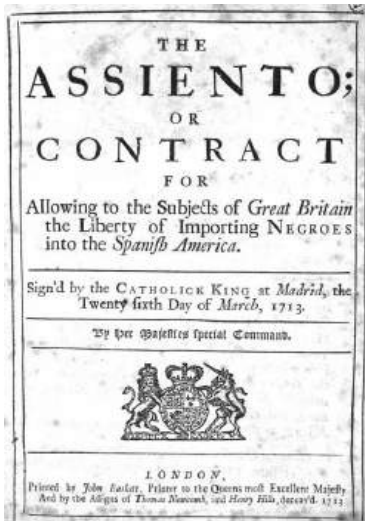 THE
ASSIENTO;
OR
CONTRACT
FOR
Allowing to the Subjects of Great Britain
the Liberty of Importing NEGROES
into the Spanish America.
Sign'd by the CATHOLICK KING at Madrid, the
Twenty sixth Day of March, 1713.
By Her Majesties special Command.
LONDON,
Printed by John Basket, Printer to the Queens most Excellent Majesty,
And by the Assigns of Thomas Newcomb, and Henry Hills, deceas'd. 1713